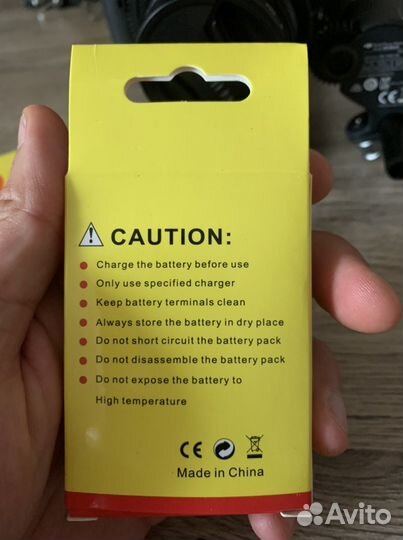 CAUTION:
Charge the battery before use
Only use specified charger
Keep battery terminals clean
Always store the battery in dry place
Do not short circuit the battery pack
Do not disassemble the battery pack
Do not expose the battery to
High temperature
CE
Made in China
Avito